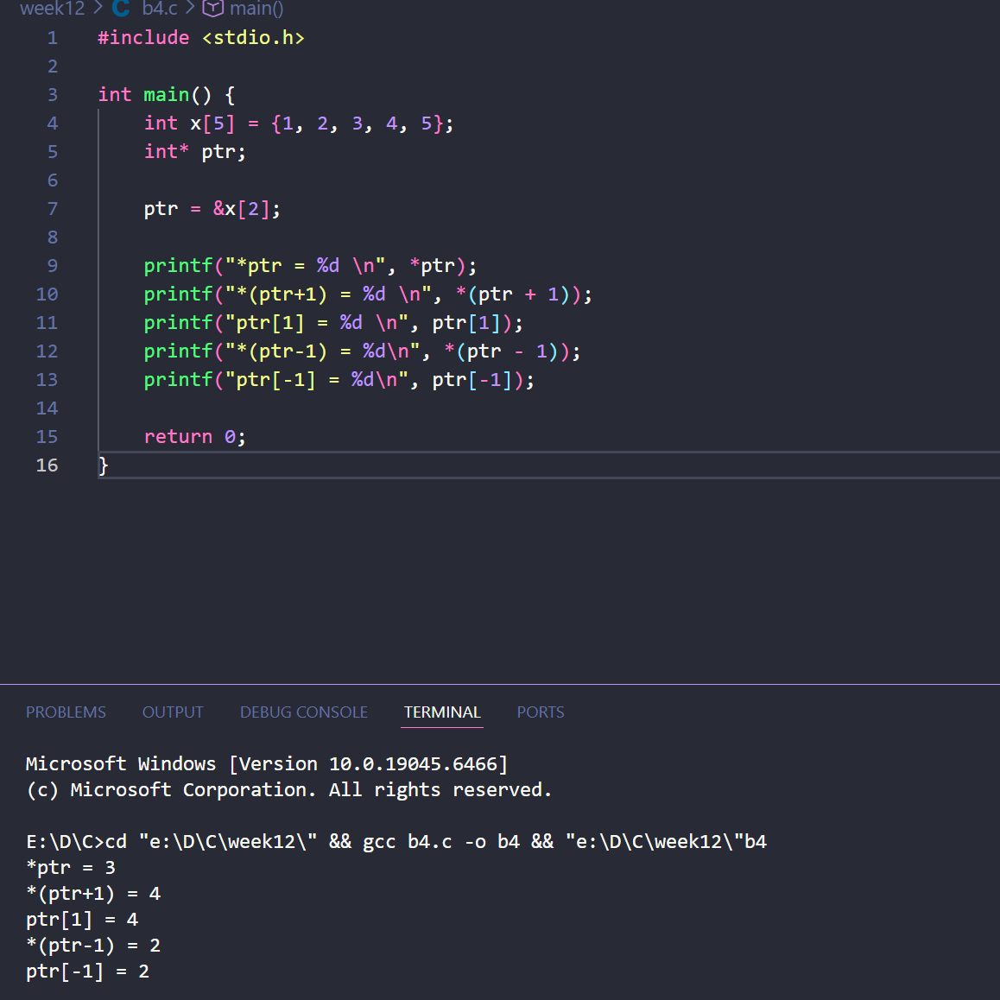 week12 > C b4.c > main()
1 #include <stdio.h>
2
3 int main() {
4     int x[5] = {1, 2, 3, 4, 5};
5     int* ptr;
6
7     ptr = &x[2];
8
9     printf("*ptr = %d \n", *ptr);
10     printf("*(ptr+1) = %d \n", *(ptr + 1));
11     printf("ptr[1] = %d \n", ptr[1]);
12     printf("*(ptr-1) = %d\n", *(ptr - 1));
13     printf("ptr[-1] = %d\n", ptr[-1]);
14
15     return 0;
16 }
PROBLEMS OUTPUT DEBUG CONSOLE TERMINAL PORTS
Microsoft Windows [Version 10.0.19045.6466]
(c) Microsoft Corporation. All rights reserved.
E:\D\C>cd "e:\D\C\week12\" && gcc b4.c -o b4 && "e:\D\C\week12\"b4
*ptr = 3
*(ptr+1) = 4
ptr[1] = 4
*(ptr-1) = 2
ptr[-1] = 2